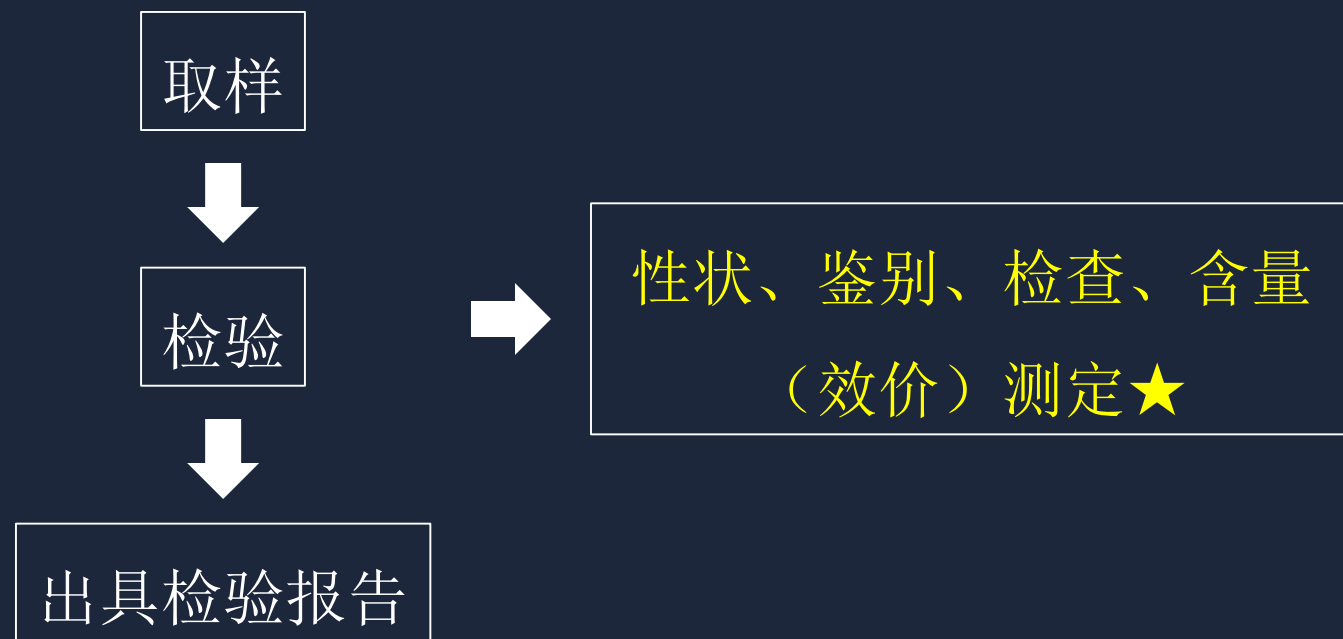 取样
检验
性状、鉴别、检查、含量
（效价）测定★
出具检验报告